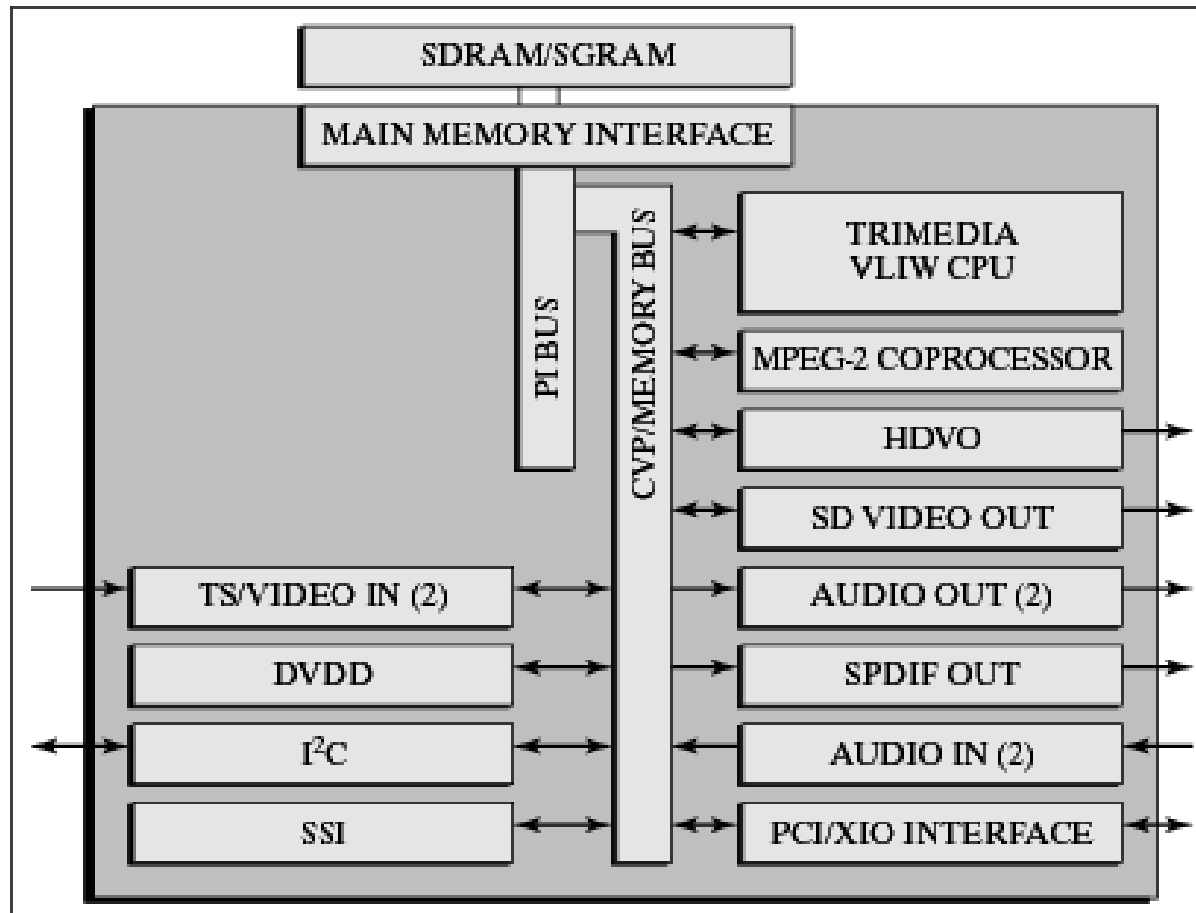 SDRAM/SGRAM
MAIN MEMORY INTERFACE
PI BUS
CVP/MEMORY BUS
TRIMEDIA
VLIW CPU
MPEG-2 COPROCESSOR
HDVO
SD VIDEO OUT
TS/VIDEO IN (2)
AUDIO OUT (2)
DVDD
SPDIF OUT
I²C
AUDIO IN (2)
SSI
PCI/XIO INTERFACE